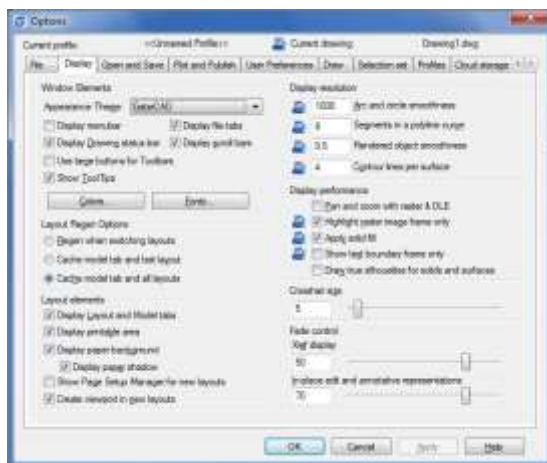 Options
Current profile: <<Unnamed Profile>> Current drawing: Drawing1.dwg
File... Display Open and Save Plot and Publish User Preferences Draw Selection set Profiles Cloud storage
Window Elements
Appearance Theme:
Display menubar Display file tabs
Display Drawing status bar Display scroll bars
Use large buttons for Toolbars
Show ToolTips
Colors... Fonts...
Layout Regen Options
Regen when switching layouts
Cache model tab and last layout
Cache model tab and all layouts
Layout elements
Display Layout and Model tabs
Display printable area
Display paper background
Display paper shadow
Show Page Setup Manager for new layouts
Create viewport in new layouts
Display resolution
1000 Arc and circle smoothness
8 Segments in a polyline curve
0.5 Rendered object smoothness
4 Contour lines per surface
Display performance
Pan and zoom with raster & OLE
Highlight raster image frame only
Apply solid fill
Show text boundary frame only
Draw true silhouettes for solids and surfaces
Crosshair size
5
Fade control
Xref display
50
In-place edit and annotative representations
70
OK Cancel Apply Help